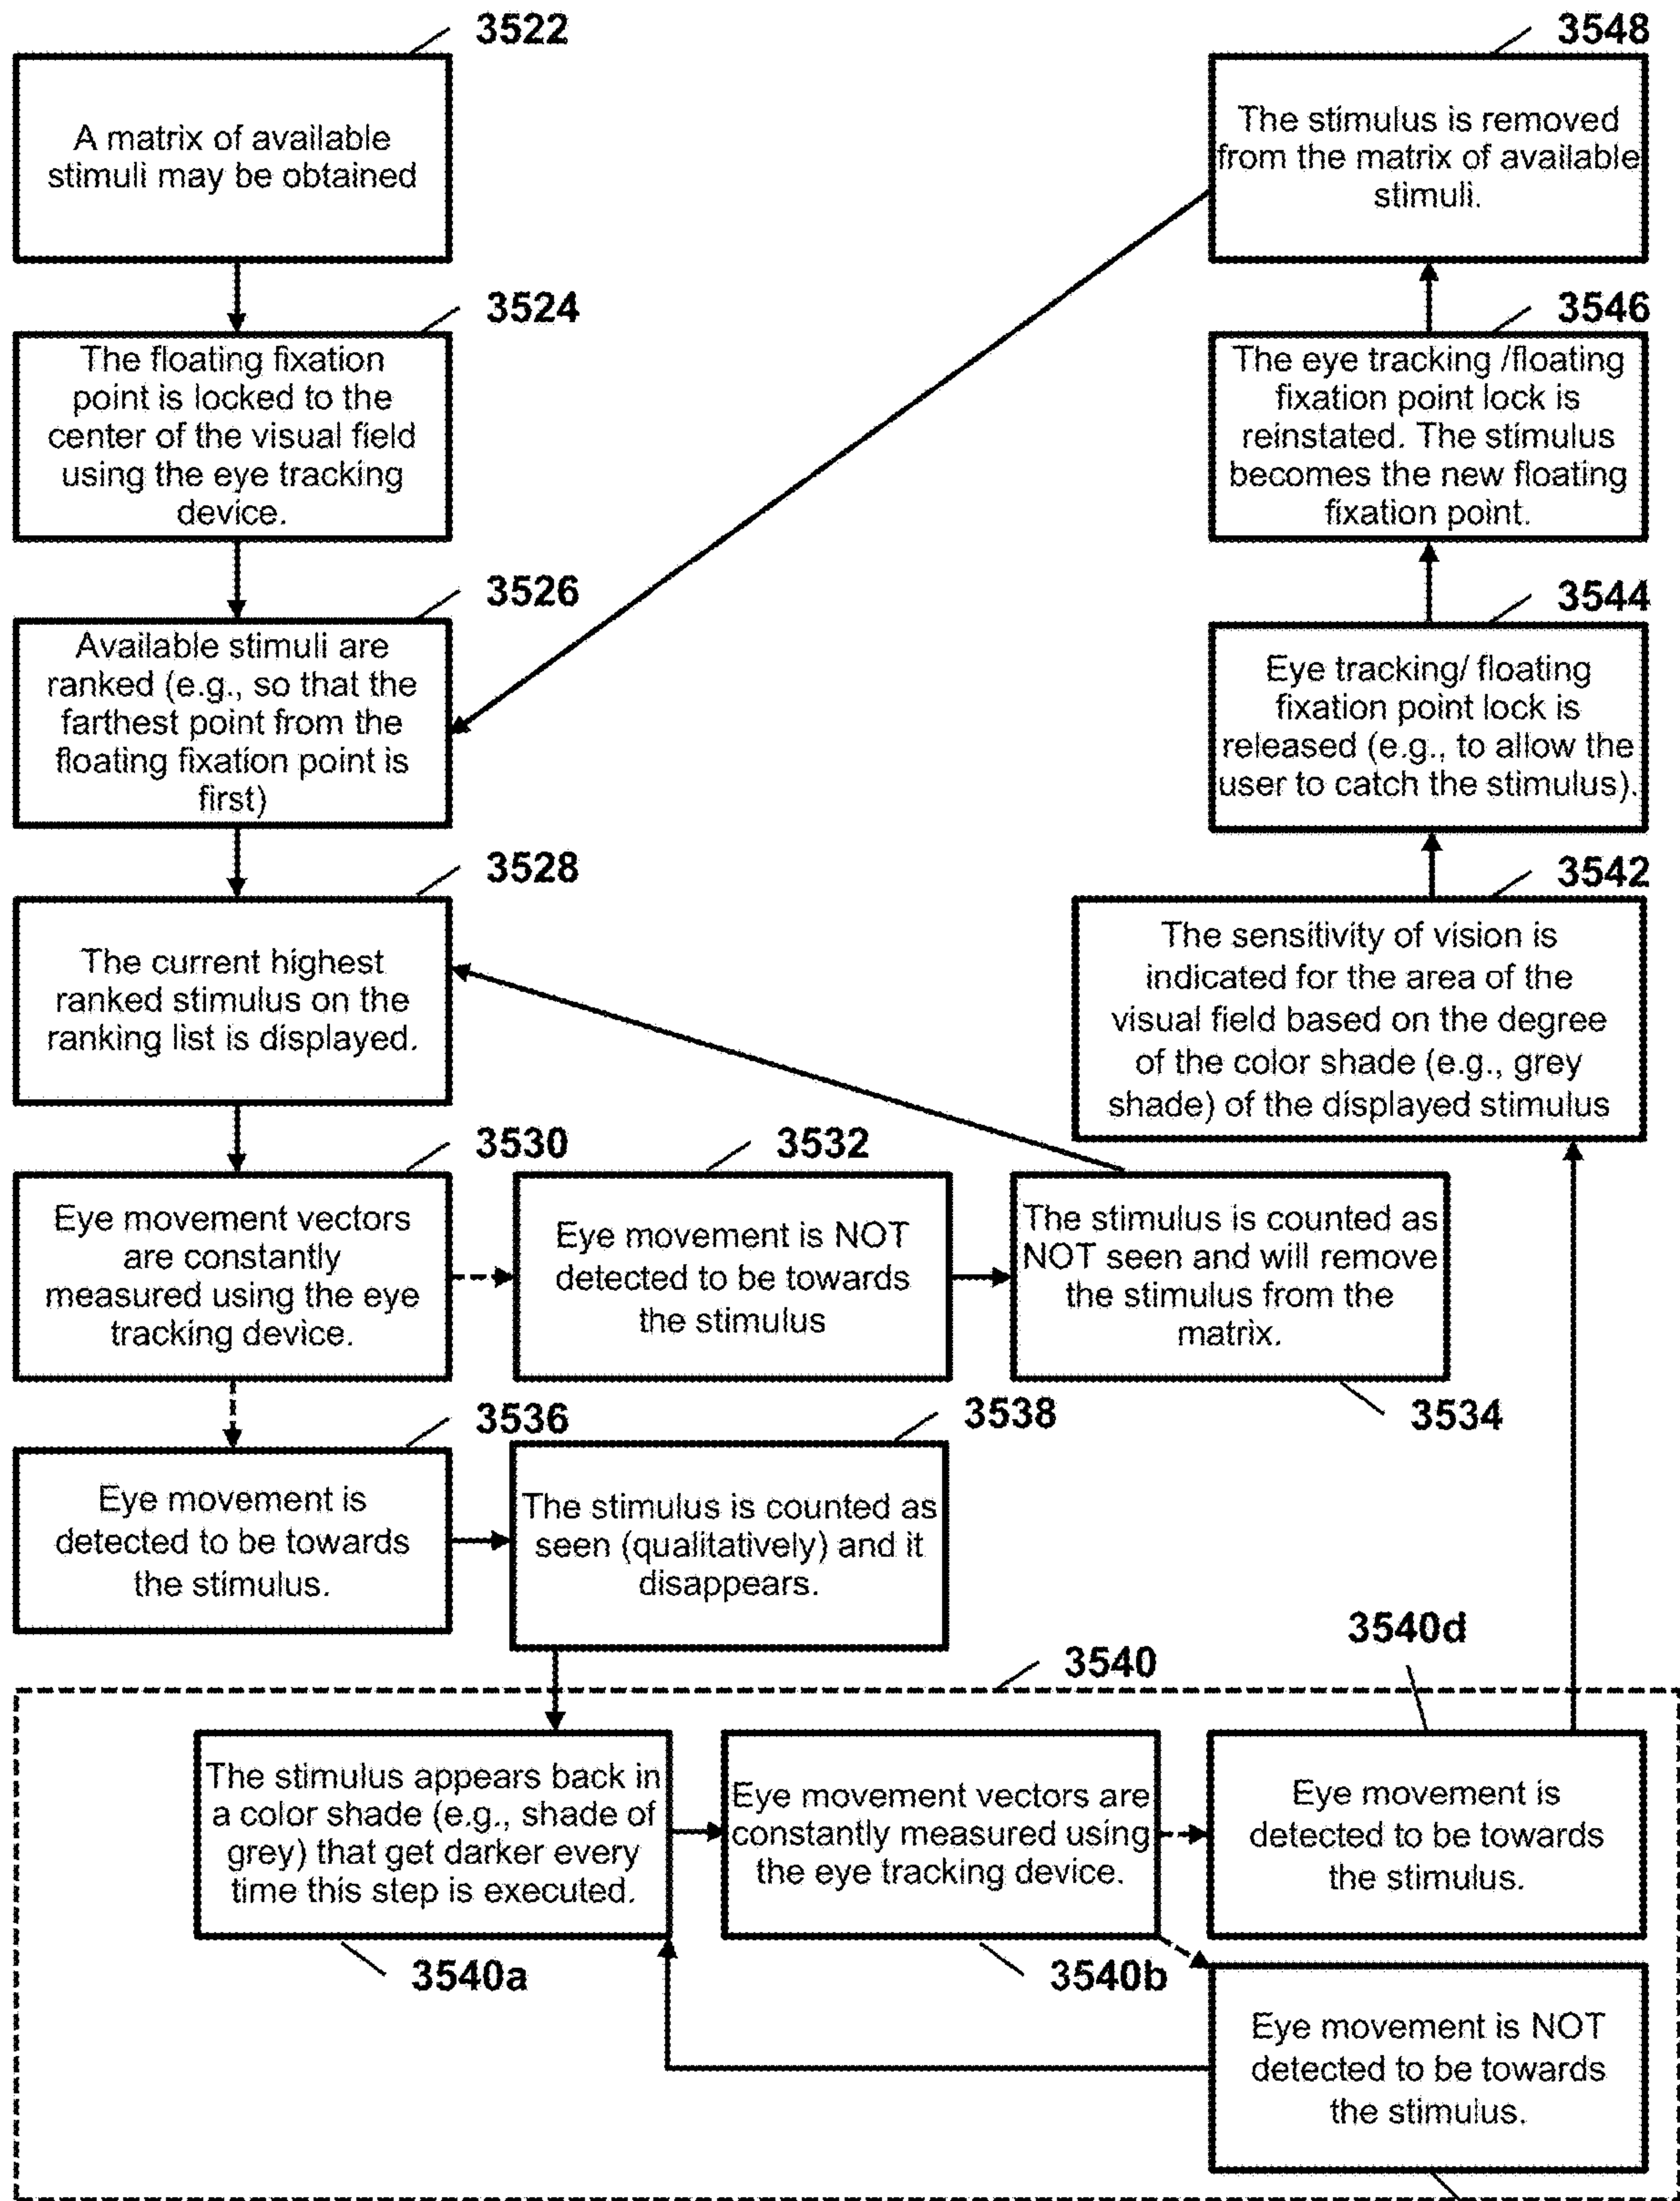 3522
A matrix of available
stimuli may be obtained
3524
The floating fixation
point is locked to the
center of the visual field
using the eye tracking
device.
3526
Available stimuli are
ranked (e.g., so that the
farthest point from the
floating fixation point is
first)
3528
The current highest
ranked stimulus on the
ranking list is displayed.
3530
Eye movement vectors
are constantly
measured using the eye
tracking device.
3532
Eye movement is NOT
detected to be towards
the stimulus
The stimulus is counted as
NOT seen and will remove
the stimulus from the
matrix.
3534
3536
Eye movement is
detected to be towards
the stimulus.
3538
The stimulus is counted as
seen (qualitatively) and it
disappears.
3540
The stimulus appears back in
a color shade (e.g., shade of
grey) that get darker every
time this step is executed.
3540a
Eye movement vectors are
constantly measured using
the eye tracking device.
3540b
3540d
Eye movement is
detected to be towards
the stimulus.
Eye movement is NOT
detected to be towards
the stimulus.
3542
The sensitivity of vision is
indicated for the area of the
visual field based on the degree
of the color shade (e.g., grey
shade) of the displayed stimulus
3544
Eye tracking/ floating
fixation point lock is
released (e.g., to allow the
user to catch the stimulus).
3546
The eye tracking /floating
fixation point lock is
reinstated. The stimulus
becomes the new floating
fixation point.
3548
The stimulus is removed
from the matrix of available
stimuli.